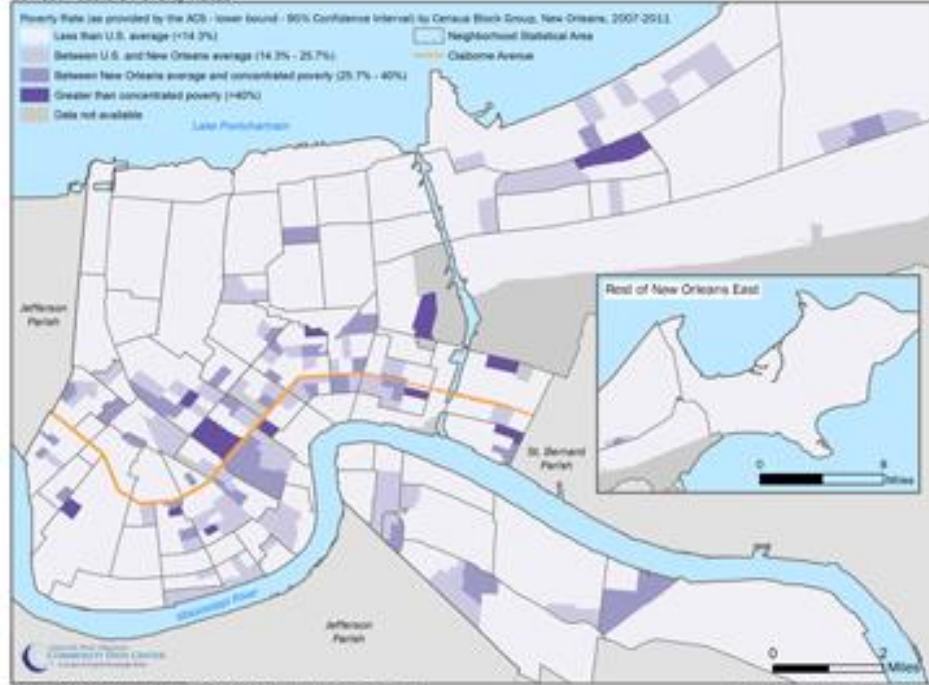 Poverty Rate (as provided by the ACS - lower bound - 90% Confidence Interval) by Census Block Group, New Orleans, 2007-2011
Less than U.S. average (<14.3%)
Between U.S. and New Orleans average (14.3% - 25.7%)
Between New Orleans average and concentrated poverty (25.7% - 40%)
Greater than concentrated poverty (>40%)
Data not available
Neighborhood Statistical Area
Claiborne Avenue
Lake Pontchartrain
Jefferson
Parish
Rest of New Orleans East
0
Miles
St. Bernard
Parish
Mississippi River
Jefferson
Parish
COMMUNITY DATA CENTER
0 2
Miles